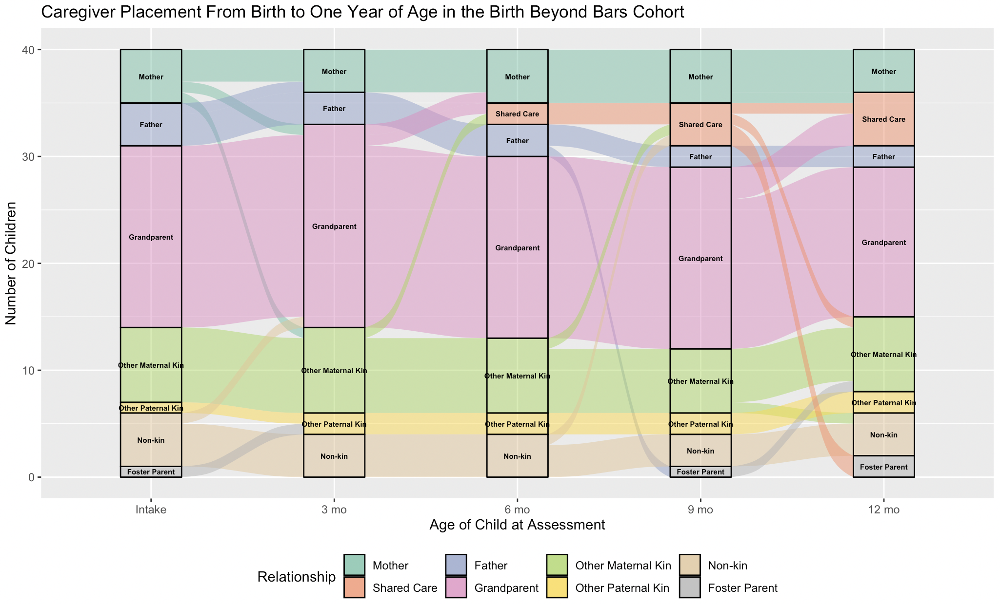 Caregiver Placement From Birth to One Year of Age in the Birth Beyond Bars Cohort
Number of Children
40
30
20
10
0
Mother
Father
Grandparent
Other Maternal Kin
Other Paternal Kin
Non-kin
Foster Parent
Mother
Father
Grandparent
Other Maternal Kin
Other Paternal Kin
Non-kin
Mother
Shared Care
Father
Grandparent
Other Maternal Kin
Other Paternal Kin
Non-kin
Mother
Shared Care
Father
Grandparent
Other Maternal Kin
Other Paternal Kin
Non-kin
Foster Parent
Mother
Shared Care
Father
Grandparent
Other Maternal Kin
Other Paternal Kin
Non-kin
Foster Parent
Intake 3 mo 6 mo 9 mo 12 mo
Age of Child at Assessment
Relationship
Mother Father Other Maternal Kin Non-kin
Shared Care Grandparent Other Paternal Kin Foster Parent